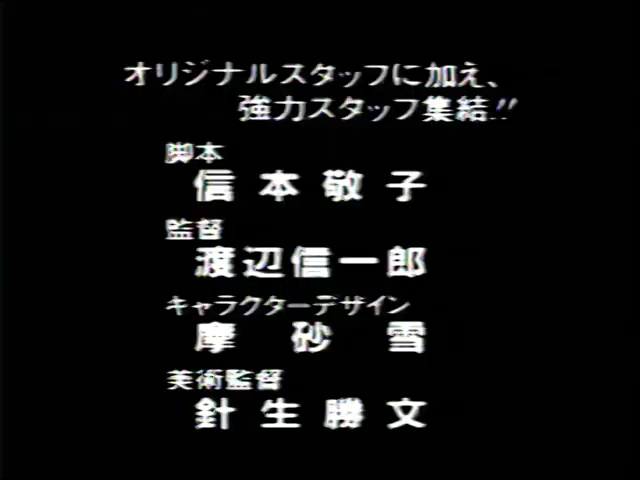 オリジナルスタッフに加え、
強力スタッフ集結!!
脚本
信本敬子
監督
渡辺信一郎
キャラクターデザイン
摩砂雪
美術監督
針生勝文